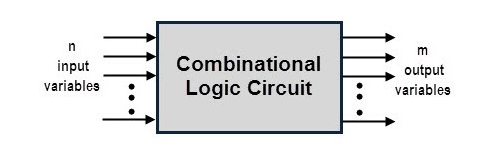 n
input
variables
Combinational
Logic Circuit
m
output
variables